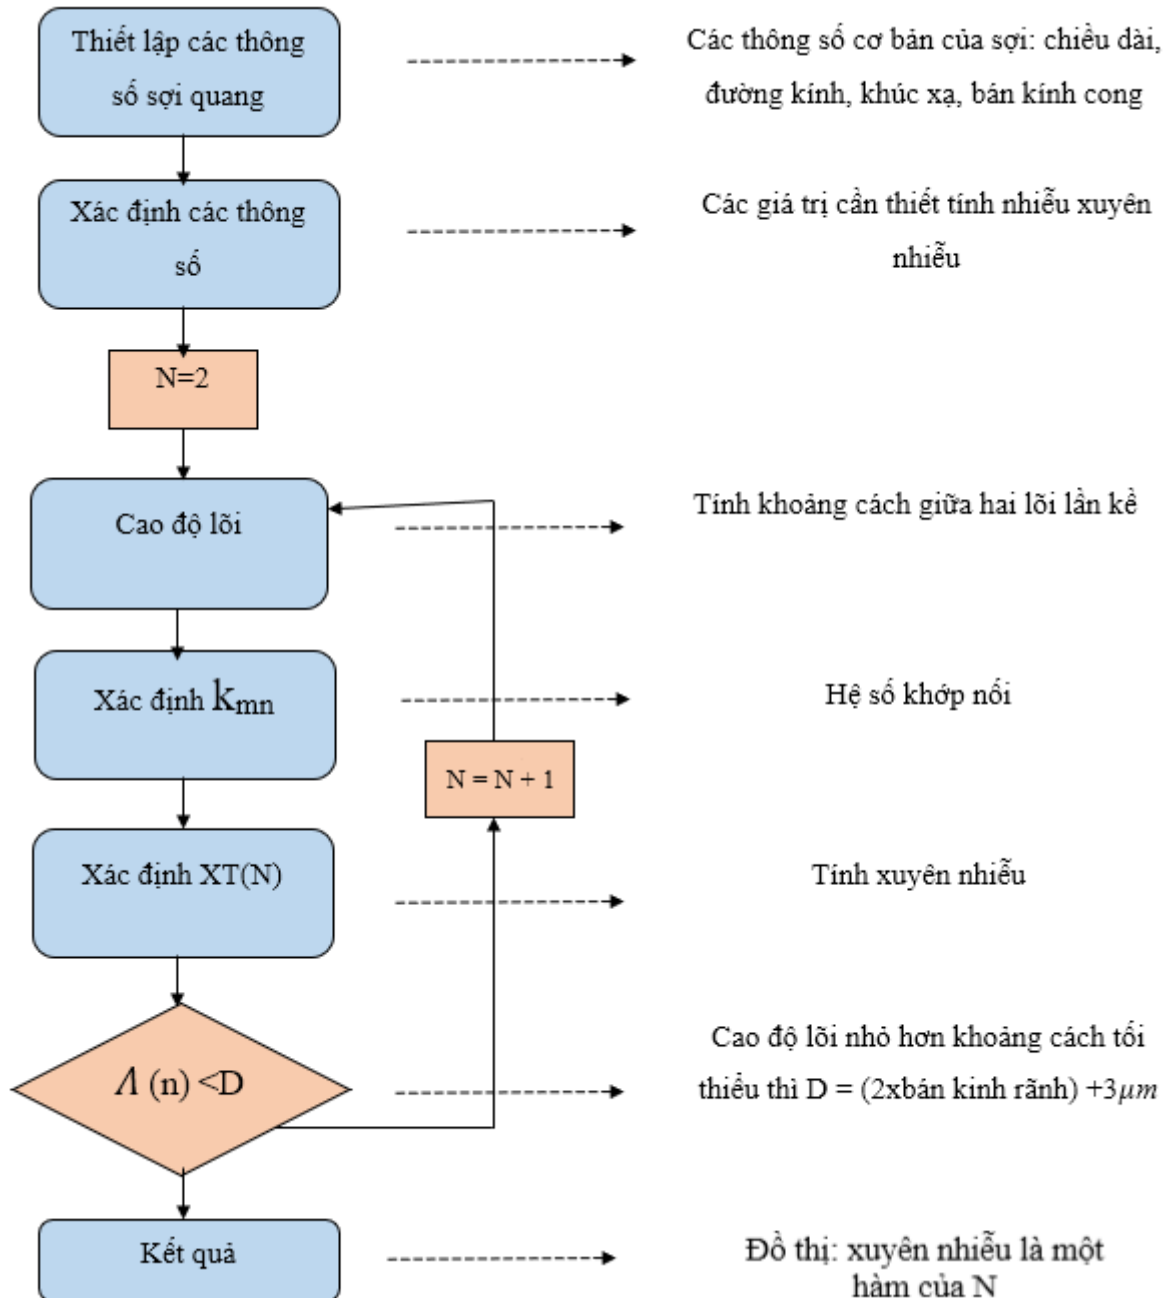 Thiết lập các thông
số sợi quang
Các thông số cơ bản của sợi: chiều dài,
đường kính, khúc xạ, bán kính cong
Xác định các thông
số
Các giá trị cần thiết tính nhiễu xuyên
nhiễu
N=2
Cao độ lõi
Tính khoảng cách giữa hai lõi lần kề
Xác định kmn
Hệ số khớp nối
N = N + 1
Xác định XT(N)
Tính xuyên nhiễu
Λ (n) <D
Cao độ lõi nhỏ hơn khoảng cách tối
thiểu thì D = (2xbán kinh rãnh) +3μm
Kết quả
Đồ thị: xuyên nhiễu là một
hàm của N